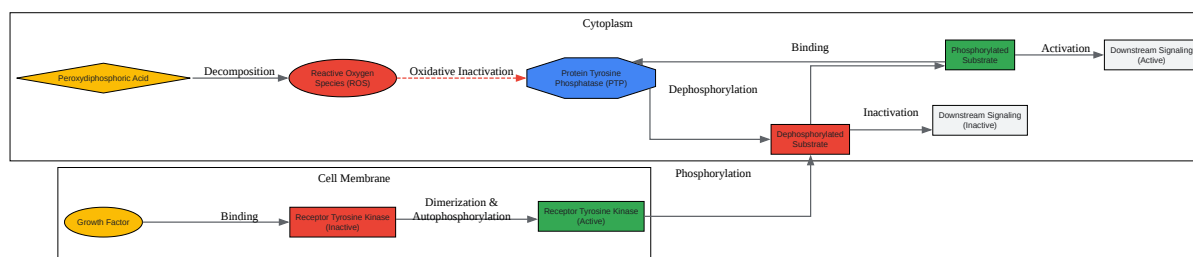 Cytoplasm
Peroxydiphosphoric Acid
Decomposition
Reactive Oxygen
Species (ROS)
Oxidative Inactivation
Protein Tyrosine
Phosphatase (PTP)
Binding
Phosphorylated
Substrate
Activation
Downstream Signaling
(Active)
Dephosphorylation
Dephosphorylated
Substrate
Inactivation
Downstream Signaling
(Inactive)
Phosphorylation
Cell Membrane
Growth Factor
Binding
Receptor Tyrosine Kinase
(Inactive)
Dimerization &
Autophosphorylation
Receptor Tyrosine Kinase
(Active)